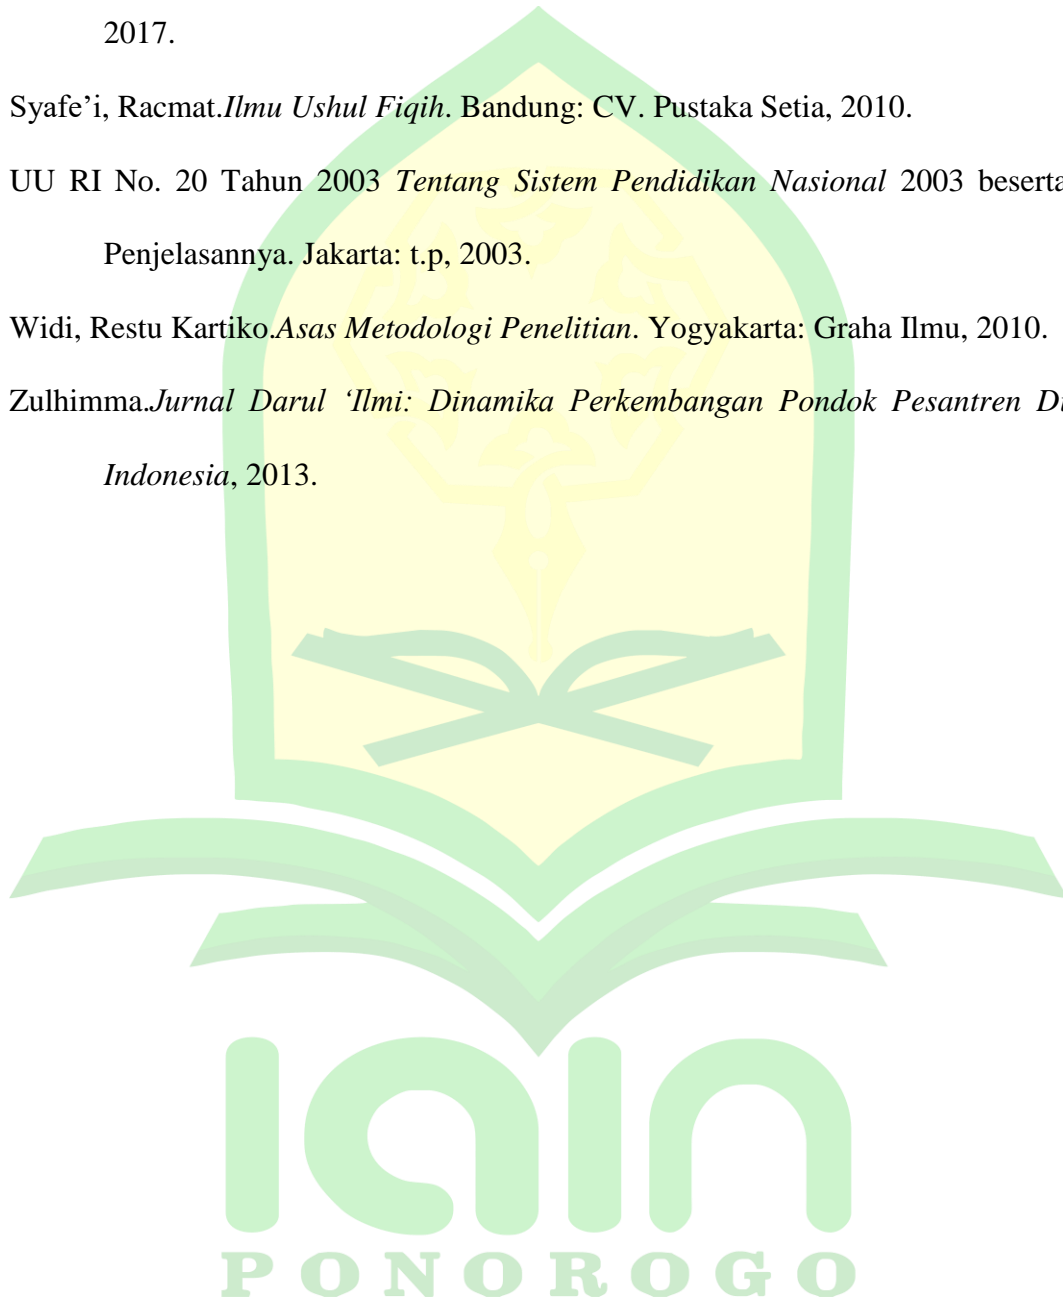 2017.
Syafe’i, Racmat.Ilmu Ushul Fiqih. Bandung: CV. Pustaka Setia, 2010.
UU RI No. 20 Tahun 2003 Tentang Sistem Pendidikan Nasional 2003 beserta
Penjelasannya. Jakarta: t.p, 2003.
Widi, Restu Kartiko.Asas Metodologi Penelitian. Yogyakarta: Graha Ilmu, 2010.
Zulhimma.Jurnal Darul ‘Ilmi: Dinamika Perkembangan Pondok Pesantren Di
Indonesia, 2013.
iain
PONOROGO